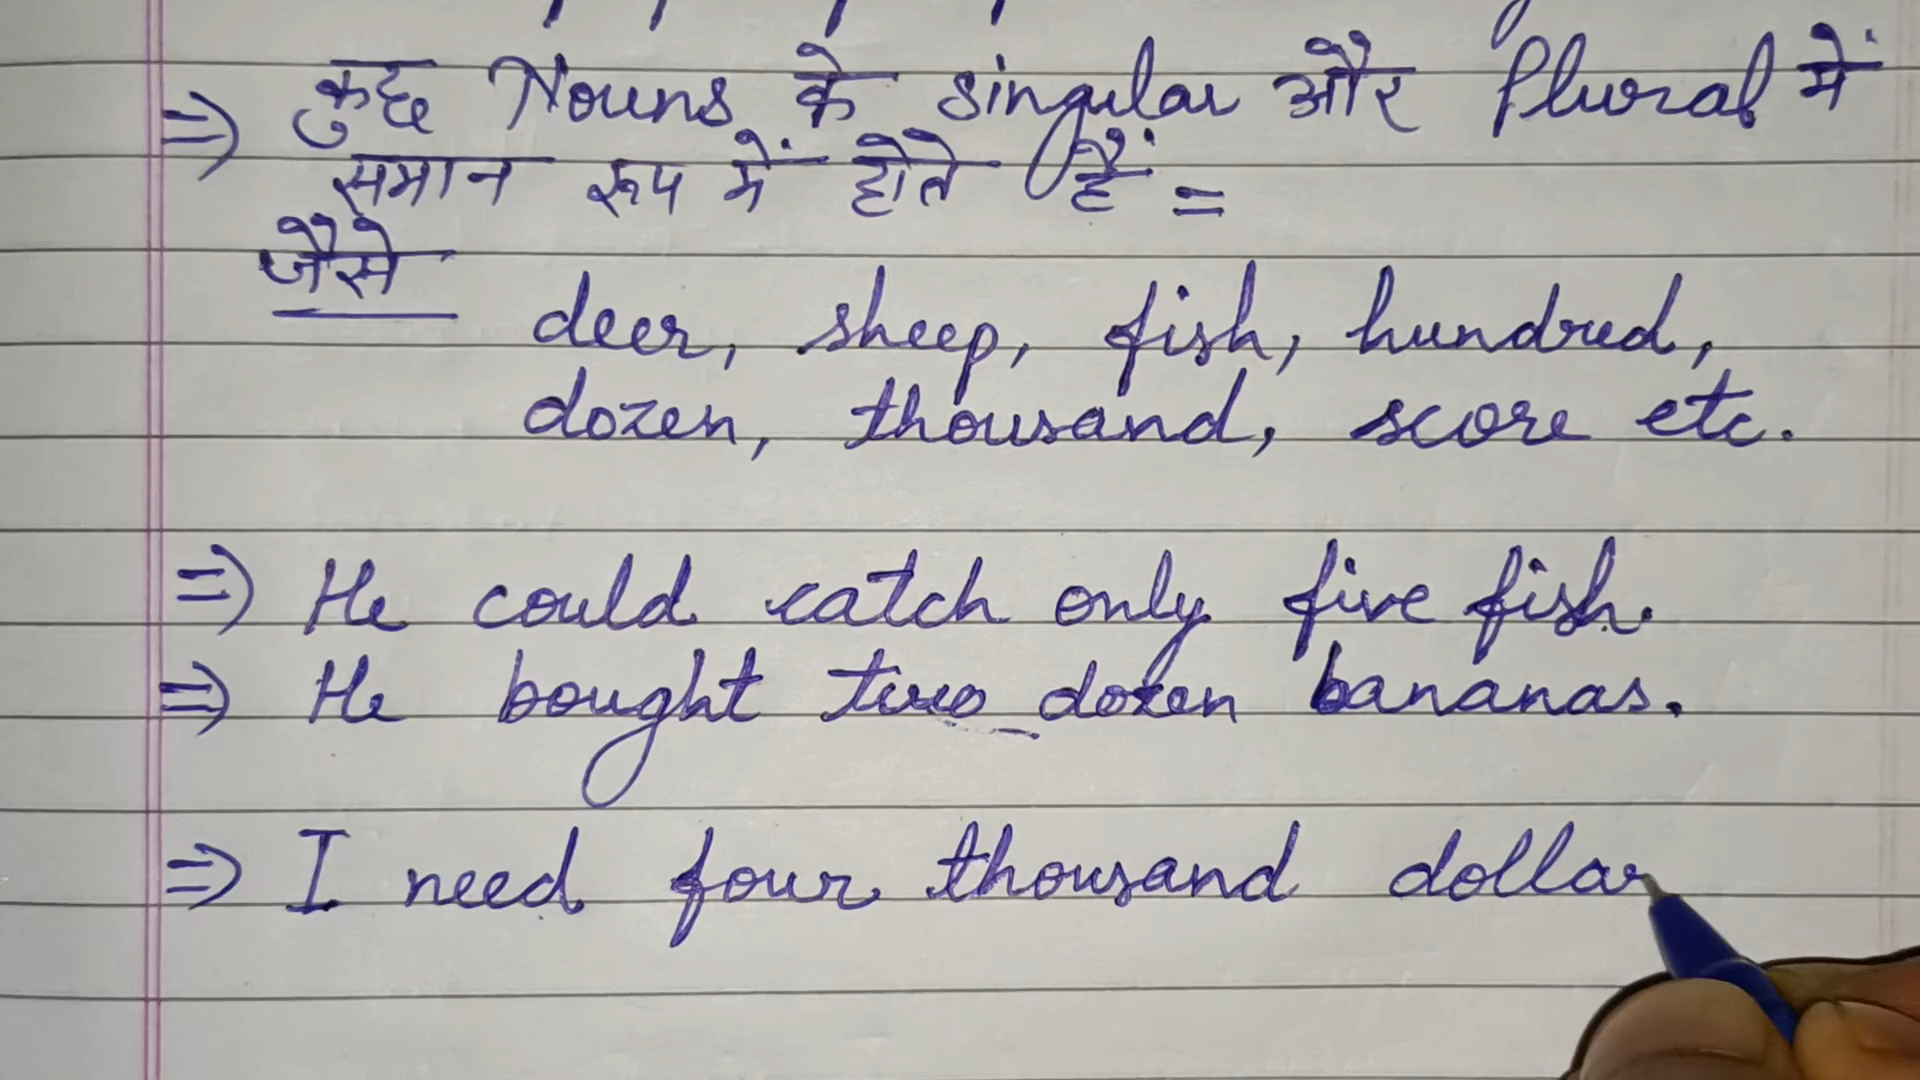 => कुछ Nouns के singular और Plural में
समान रूप में होते हैं =
जैसे
deer, sheep, fish, hundred,
dozen, thousand, score etc.
=> He could catch only five fish.
=> He bought two dozen bananas.
=> I need four thousand dollar